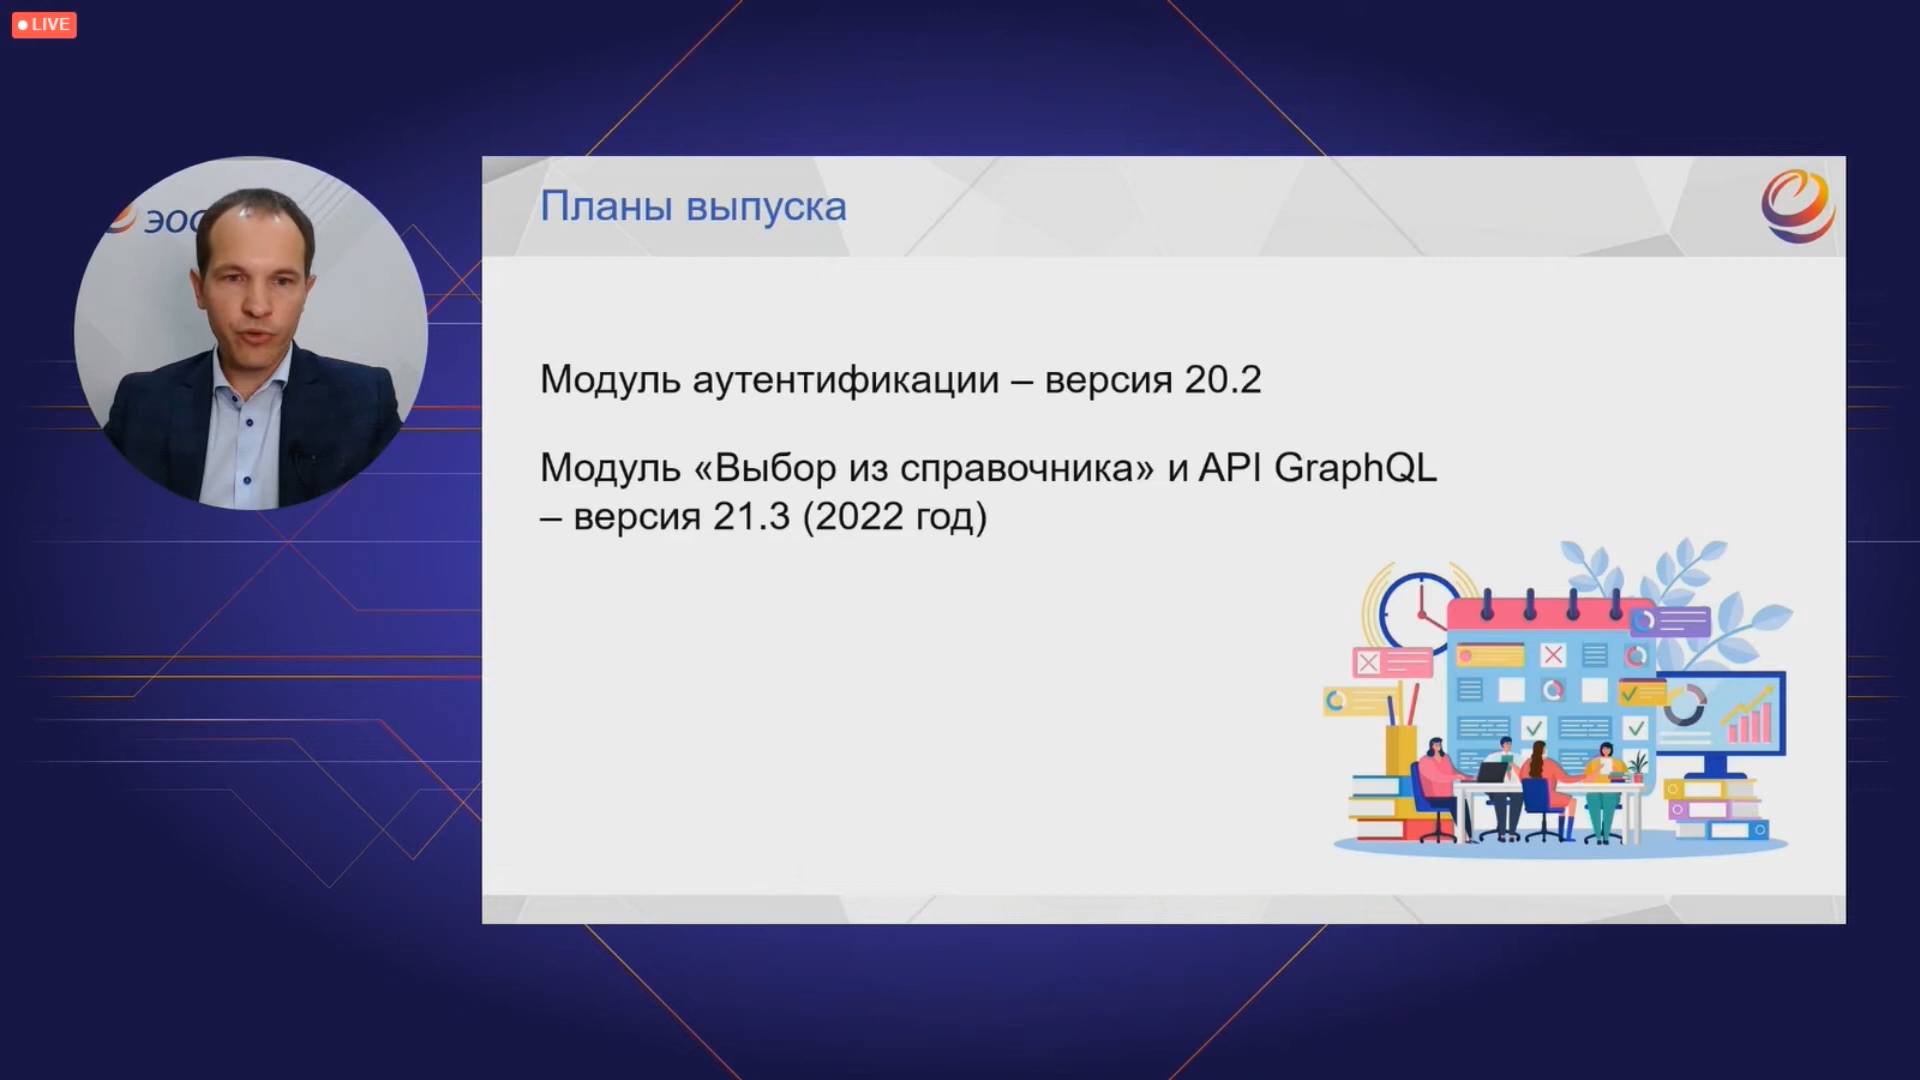 LIVE
ЭОС
Планы выпуска
Модуль аутентификации – версия 20.2
Модуль «Выбор из справочника» и API GraphQL
– версия 21.3 (2022 год)